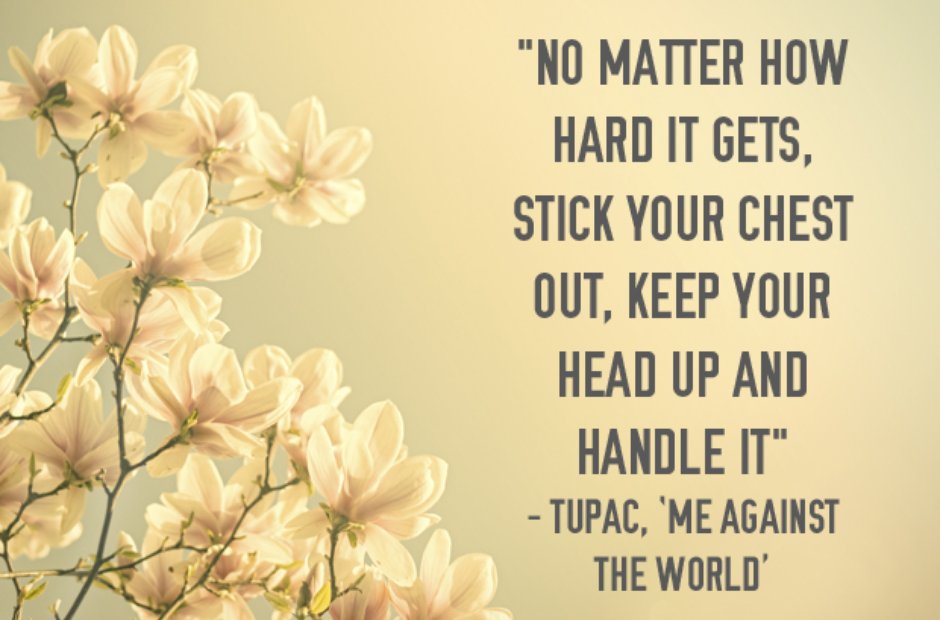 "NO MATTER HOW
HARD IT GETS,
STICK YOUR CHEST
OUT, KEEP YOUR
HEAD UP AND
HANDLE IT"
- TUPAC, 'ME AGAINST
THE WORLD'